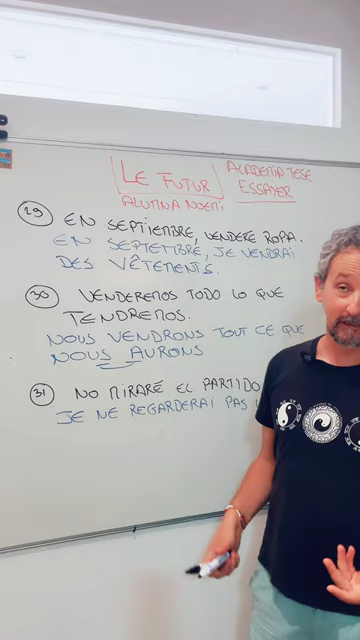 LE FUTUR
ACADEMIA TESE
ESSAYER
ALUTINA NOEMI
29 EN SEPTIEMBRE, VENDERÉ ROPA.
EN SEPTEMBRE, JE VENDRAI
DES VÊTEMENTS.
30 VENDEREMOS TODO LO QUE
TENDREMOS.
NOUS VENDRONS TOUT CE QUE
NOUS AURONS
31 NO MIRARÉ EL PARTIDO
JE NE REGARDERAI PAS